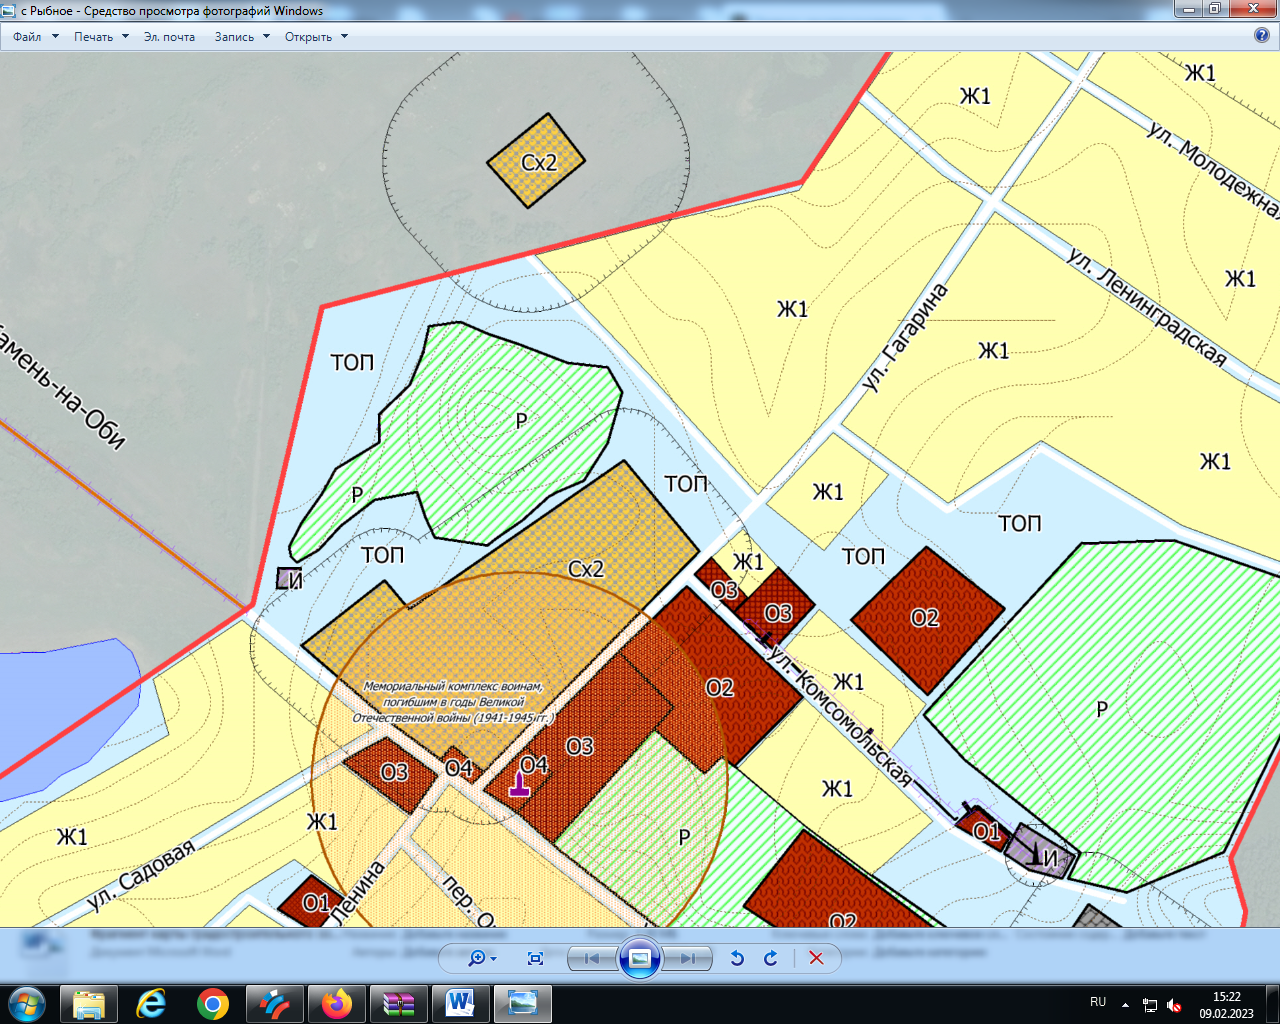 с Рыбное - Средство просмотра фотографий Windows
Файл Печать Эл. почта Запись Открыть
Ж1
Ж1
ул. Молодежная
Сх2
ул. Ленинградская
Ж1
Ж1
ул. Гагарина
Ж1
ТОП
Камень-на-Оби
Р
Ж1
Р
ТОП
Ж1
ТОП
ТОП
ТОП
Ж1
Сх2
И
О3
О3
О2
ул. Комсомольская
Мемориальный комплекс воинам,
погибшим в годы Великой
Отечественной войны (1941-1945 гг.)
О2
Ж1
Р
О3
О4
О3
О4
Ж1
Ж1
Ж1
Р
О1
И
ул. Садовая
Ленина
пер. О
О1
О2
RU
15:22
09.02.2023